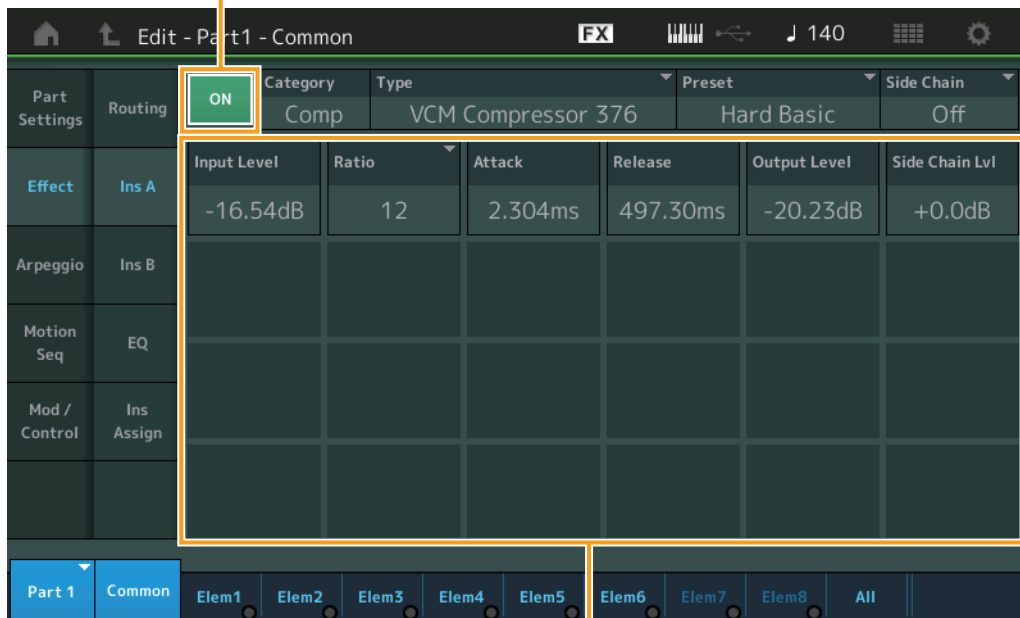 Edit - Part1 - Common
FX
♩ 140
Part
Settings
Routing
ON
Category
Comp
Type
VCM Compressor 376
Preset
Hard Basic
Side Chain
Off
Effect
Ins A
Input Level
-16.54dB
Ratio
12
Attack
2.304ms
Release
497.30ms
Output Level
-20.23dB
Side Chain Lvl
+0.0dB
Arpeggio
Ins B
Motion
Seq
EQ
Mod /
Control
Ins
Assign
Part 1
Common
Elem1
Elem2
Elem3
Elem4
Elem5
Elem6
Elem7
Elem8
All